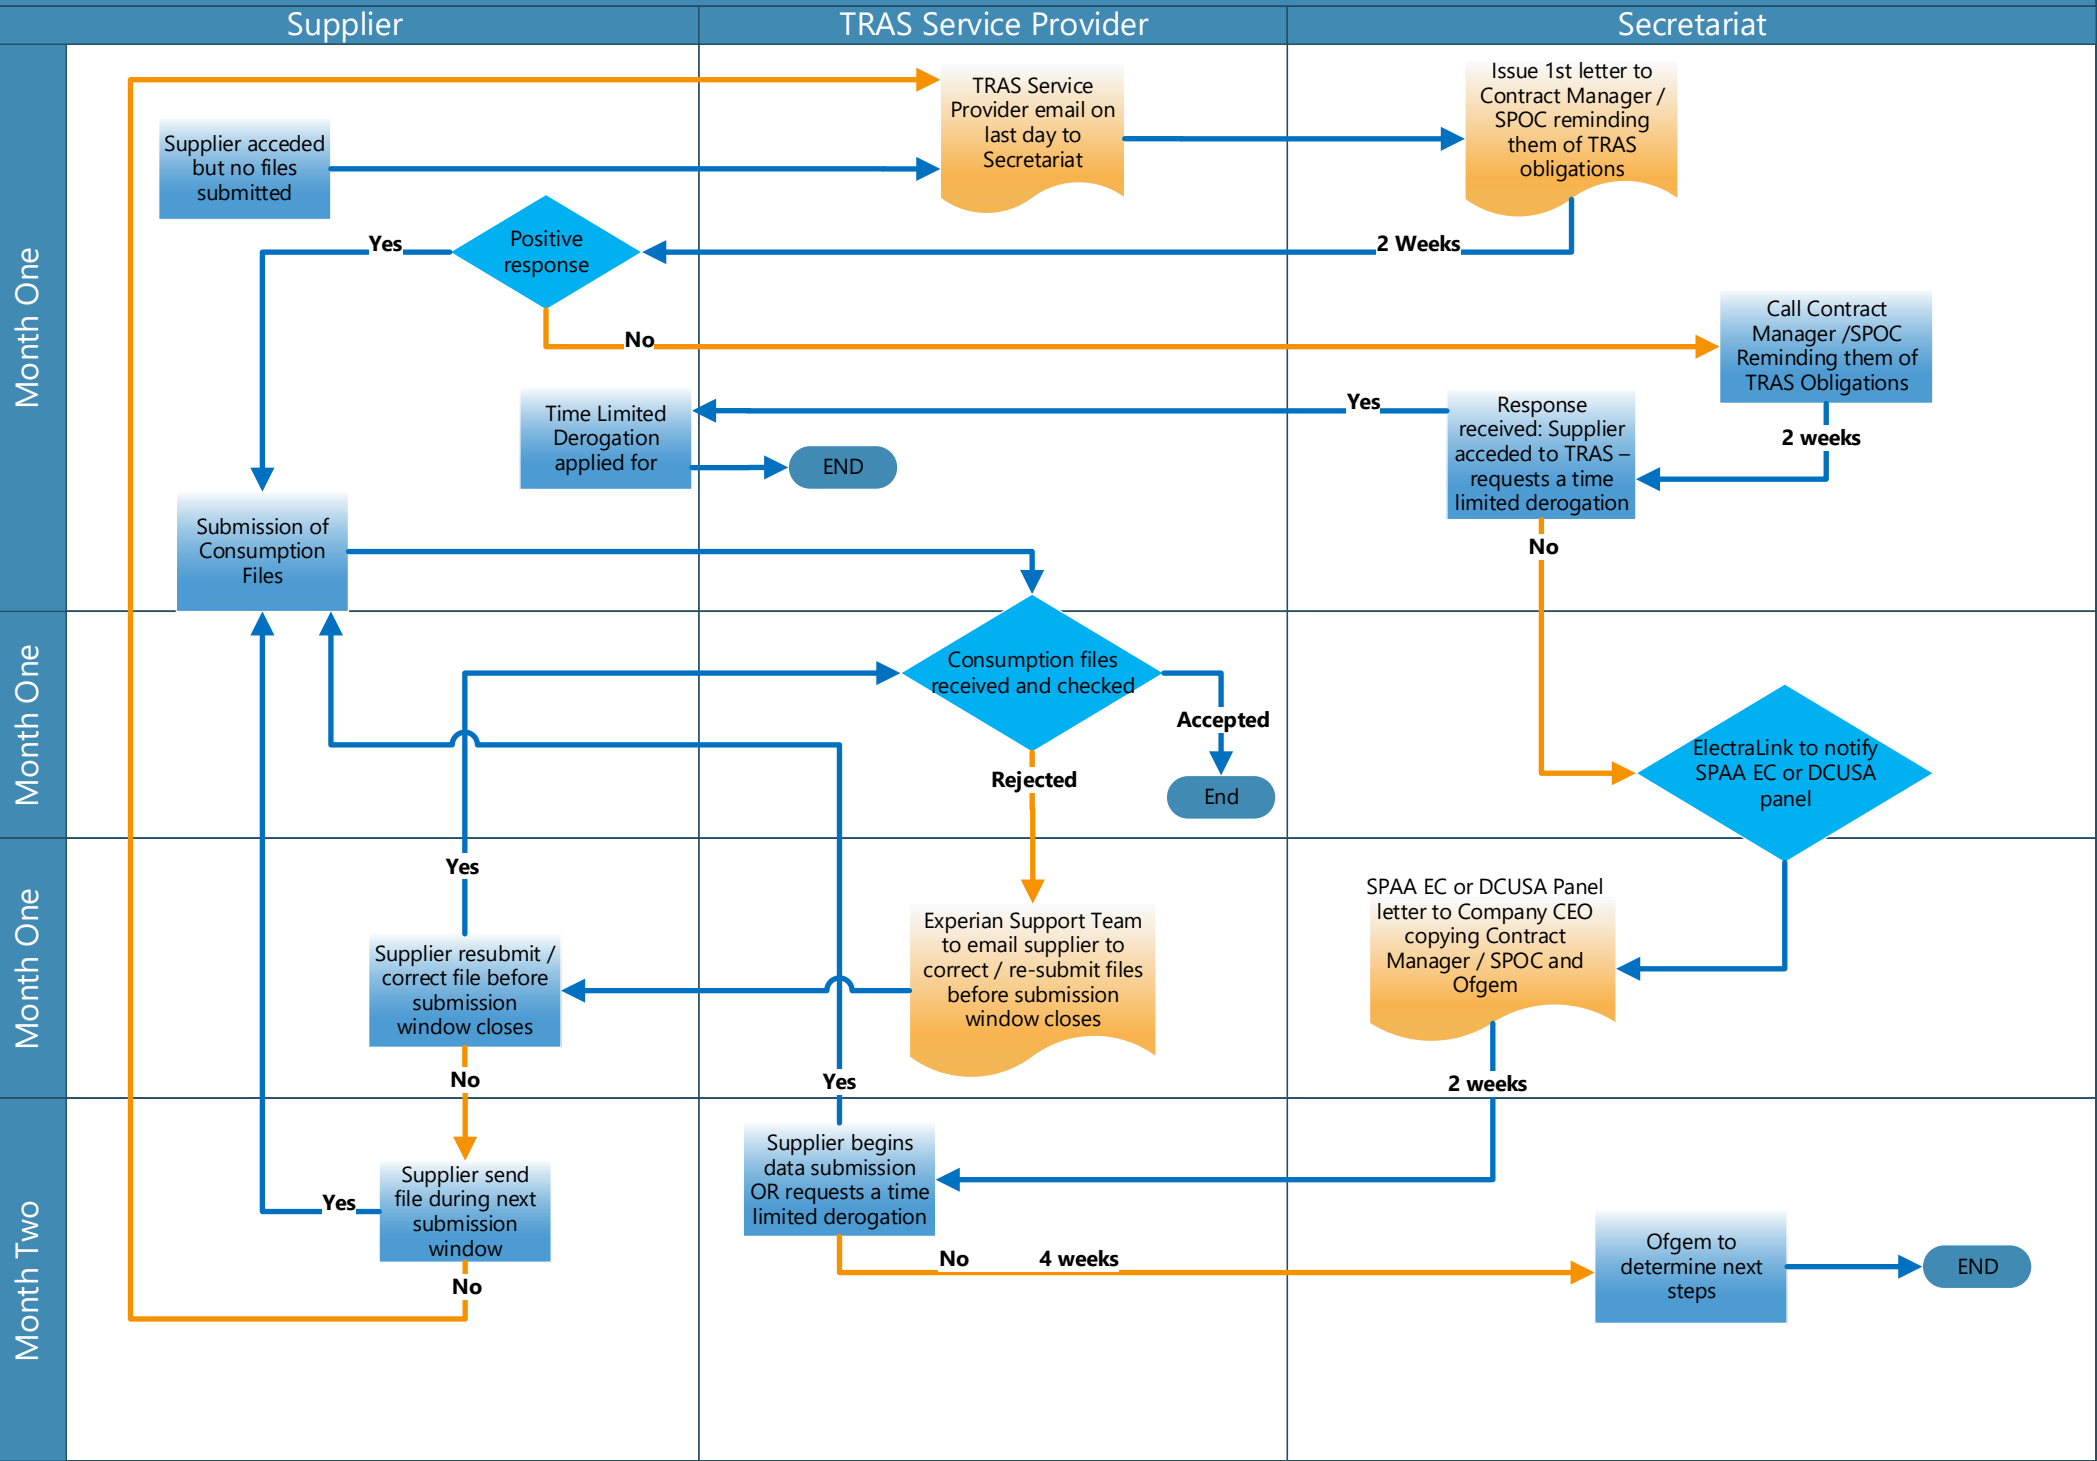 Supplier
TRAS Service Provider
Secretariat
Month One
Supplier acceded
but no files
submitted
TRAS Service
Provider email on
last day to
Secretariat
Issue 1st letter to
Contract Manager /
SPOC reminding
them of TRAS
obligations
Yes
Positive
response
2 Weeks
No
Call Contract
Manager /SPOC
Reminding them of
TRAS Obligations
2 weeks
Time Limited
Derogation
applied for
END
Yes
Response
received: Supplier
acceded to TRAS –
requests a time
limited derogation
No
Submission of
Consumption
Files
Month One
Consumption files
received and checked
Accepted
End
Rejected
ElectraLink to notify
SPAA EC or DCUSA
panel
Month One
Yes
Supplier resubmit /
correct file before
submission
window closes
No
Experian Support Team
to email supplier to
correct / re-submit files
before submission
window closes
Yes
SPAA EC or DCUSA Panel
letter to Company CEO
copying Contract
Manager / SPOC and
Ofgem
2 weeks
Month Two
Yes
Supplier send
file during next
submission
window
No
Supplier begins
data submission
OR requests a time
limited derogation
No
4 weeks
Ofgem to
determine next
steps
END